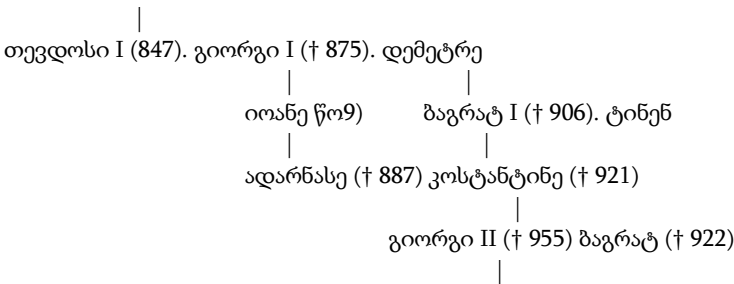 თევდოსი I (847). გიორგი I († 875). დემეტრე
იოანე წო9) ბაგრატ I († 906). ტინენ
ადარნასე († 887) კოსტანტინე († 921)
გიორგი II († 955) ბაგრატ († 922)